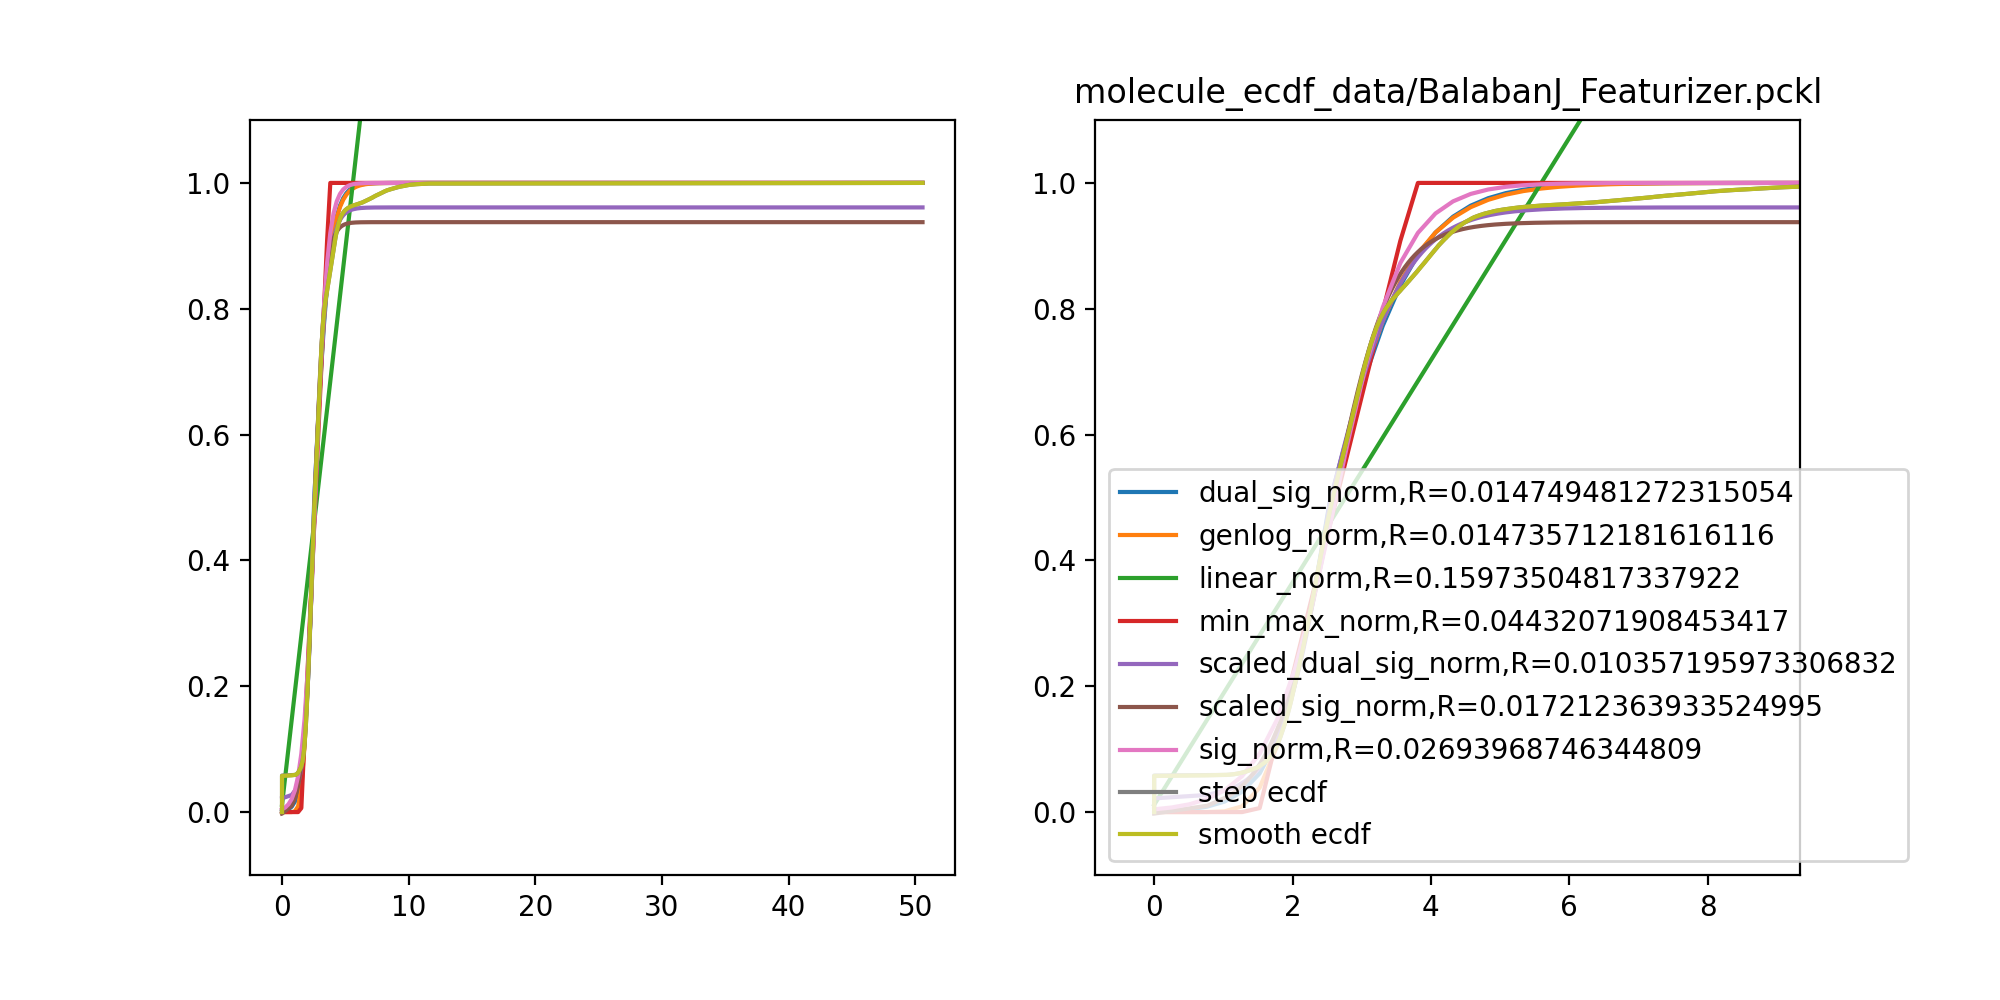 molecule_ecdf_data/BalabanJ_Featurizer.pckl
1.0
0.8
0.6
0.4
0.2
0.0
0 10 20 30 40 50
1.0
0.8
0.6
0.4
0.2
0.0
0 2 4 6 8
dual_sig_norm,R=0.014749481272315054
genlog_norm,R=0.014735712181616116
linear_norm,R=0.15973504817337922
min_max_norm,R=0.04432071908453417
scaled_dual_sig_norm,R=0.010357195973306832
scaled_sig_norm,R=0.017212363933524995
sig_norm,R=0.02693968746344809
step ecdf
smooth ecdf